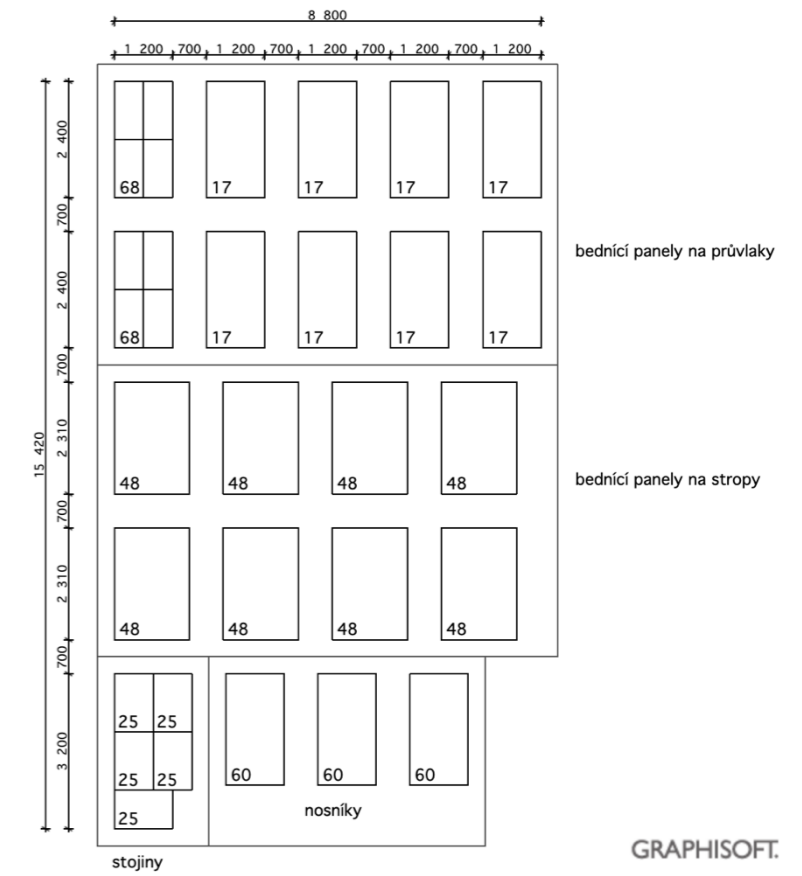 8 800
1 200 700 1 200 700 1 200 700 1 200 700 1 200
2 400
68 17 17 17 17
700
bednící panely na průvlaky
2 400
68 17 17 17 17
700
15 420
2 310
48 48 48 48
bednící panely na stropy
700
2 310
48 48 48 48
700
3 200
25 25
25 25
60 60 60
25
nosníky
stojiny
GRAPHISOFT.